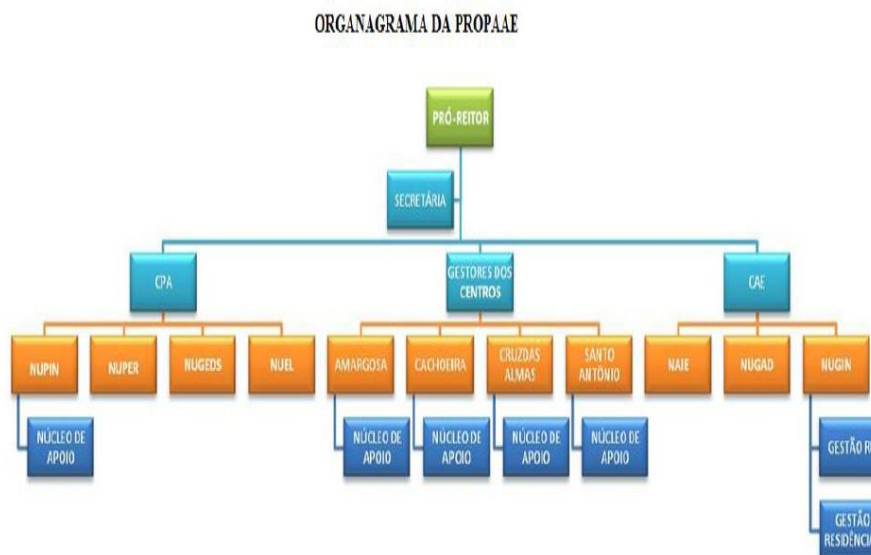 ORGANAGRAMA DA PROPAAE
PRÓ-REITOR
SECRETÁRIA
CPA
GESTORES DOS
CENTROS
CAE
NUPIN
NUPER
NUGEDS
NUEL
AMARGOSA
CACHOEIRA
CRUZDAS
ALMAS
SANTO
ANTÔNIO
NAIE
NUGAD
NUGIN
NÚCLEO DE
APOIO
NÚCLEO DE
APOIO
NÚCLEO DE
APOIO
NÚCLEO DE
APOIO
NÚCLEO DE
APOIO
GESTÃO
GESTÃO